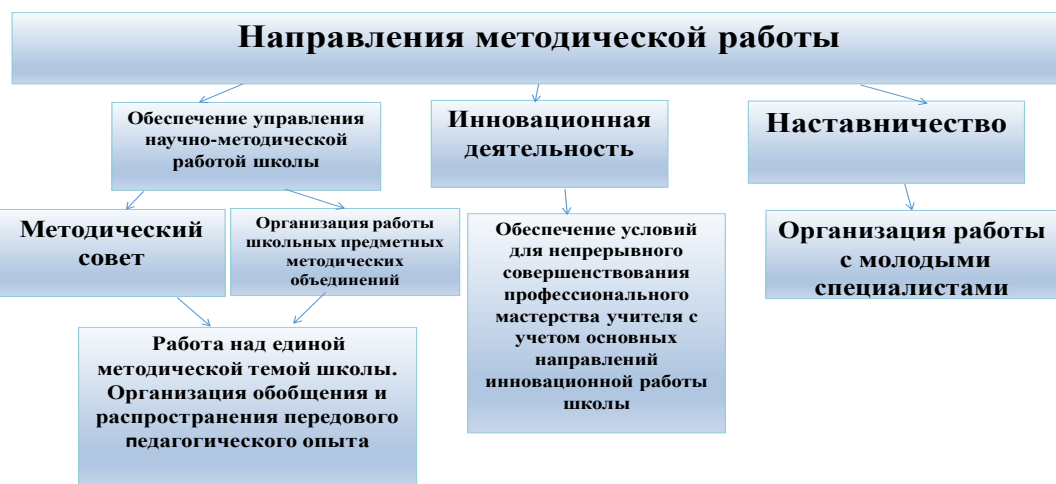 Направления методической работы
Обеспечение управления
научно-методической
работой школы
Инновационная
деятельность
Наставничество
Методический
совет
Организация работы
школьных предметных
методических
объединений
Обеспечение условий
для непрерывного
совершенствования
профессионального
мастерства учителя с
учетом основных
направлений
инновационной работы
школы
Организация работы
с молодыми
специалистами
Работа над единой
методической темой школы.
Организация обобщения и
распространения передового
педагогического опыта